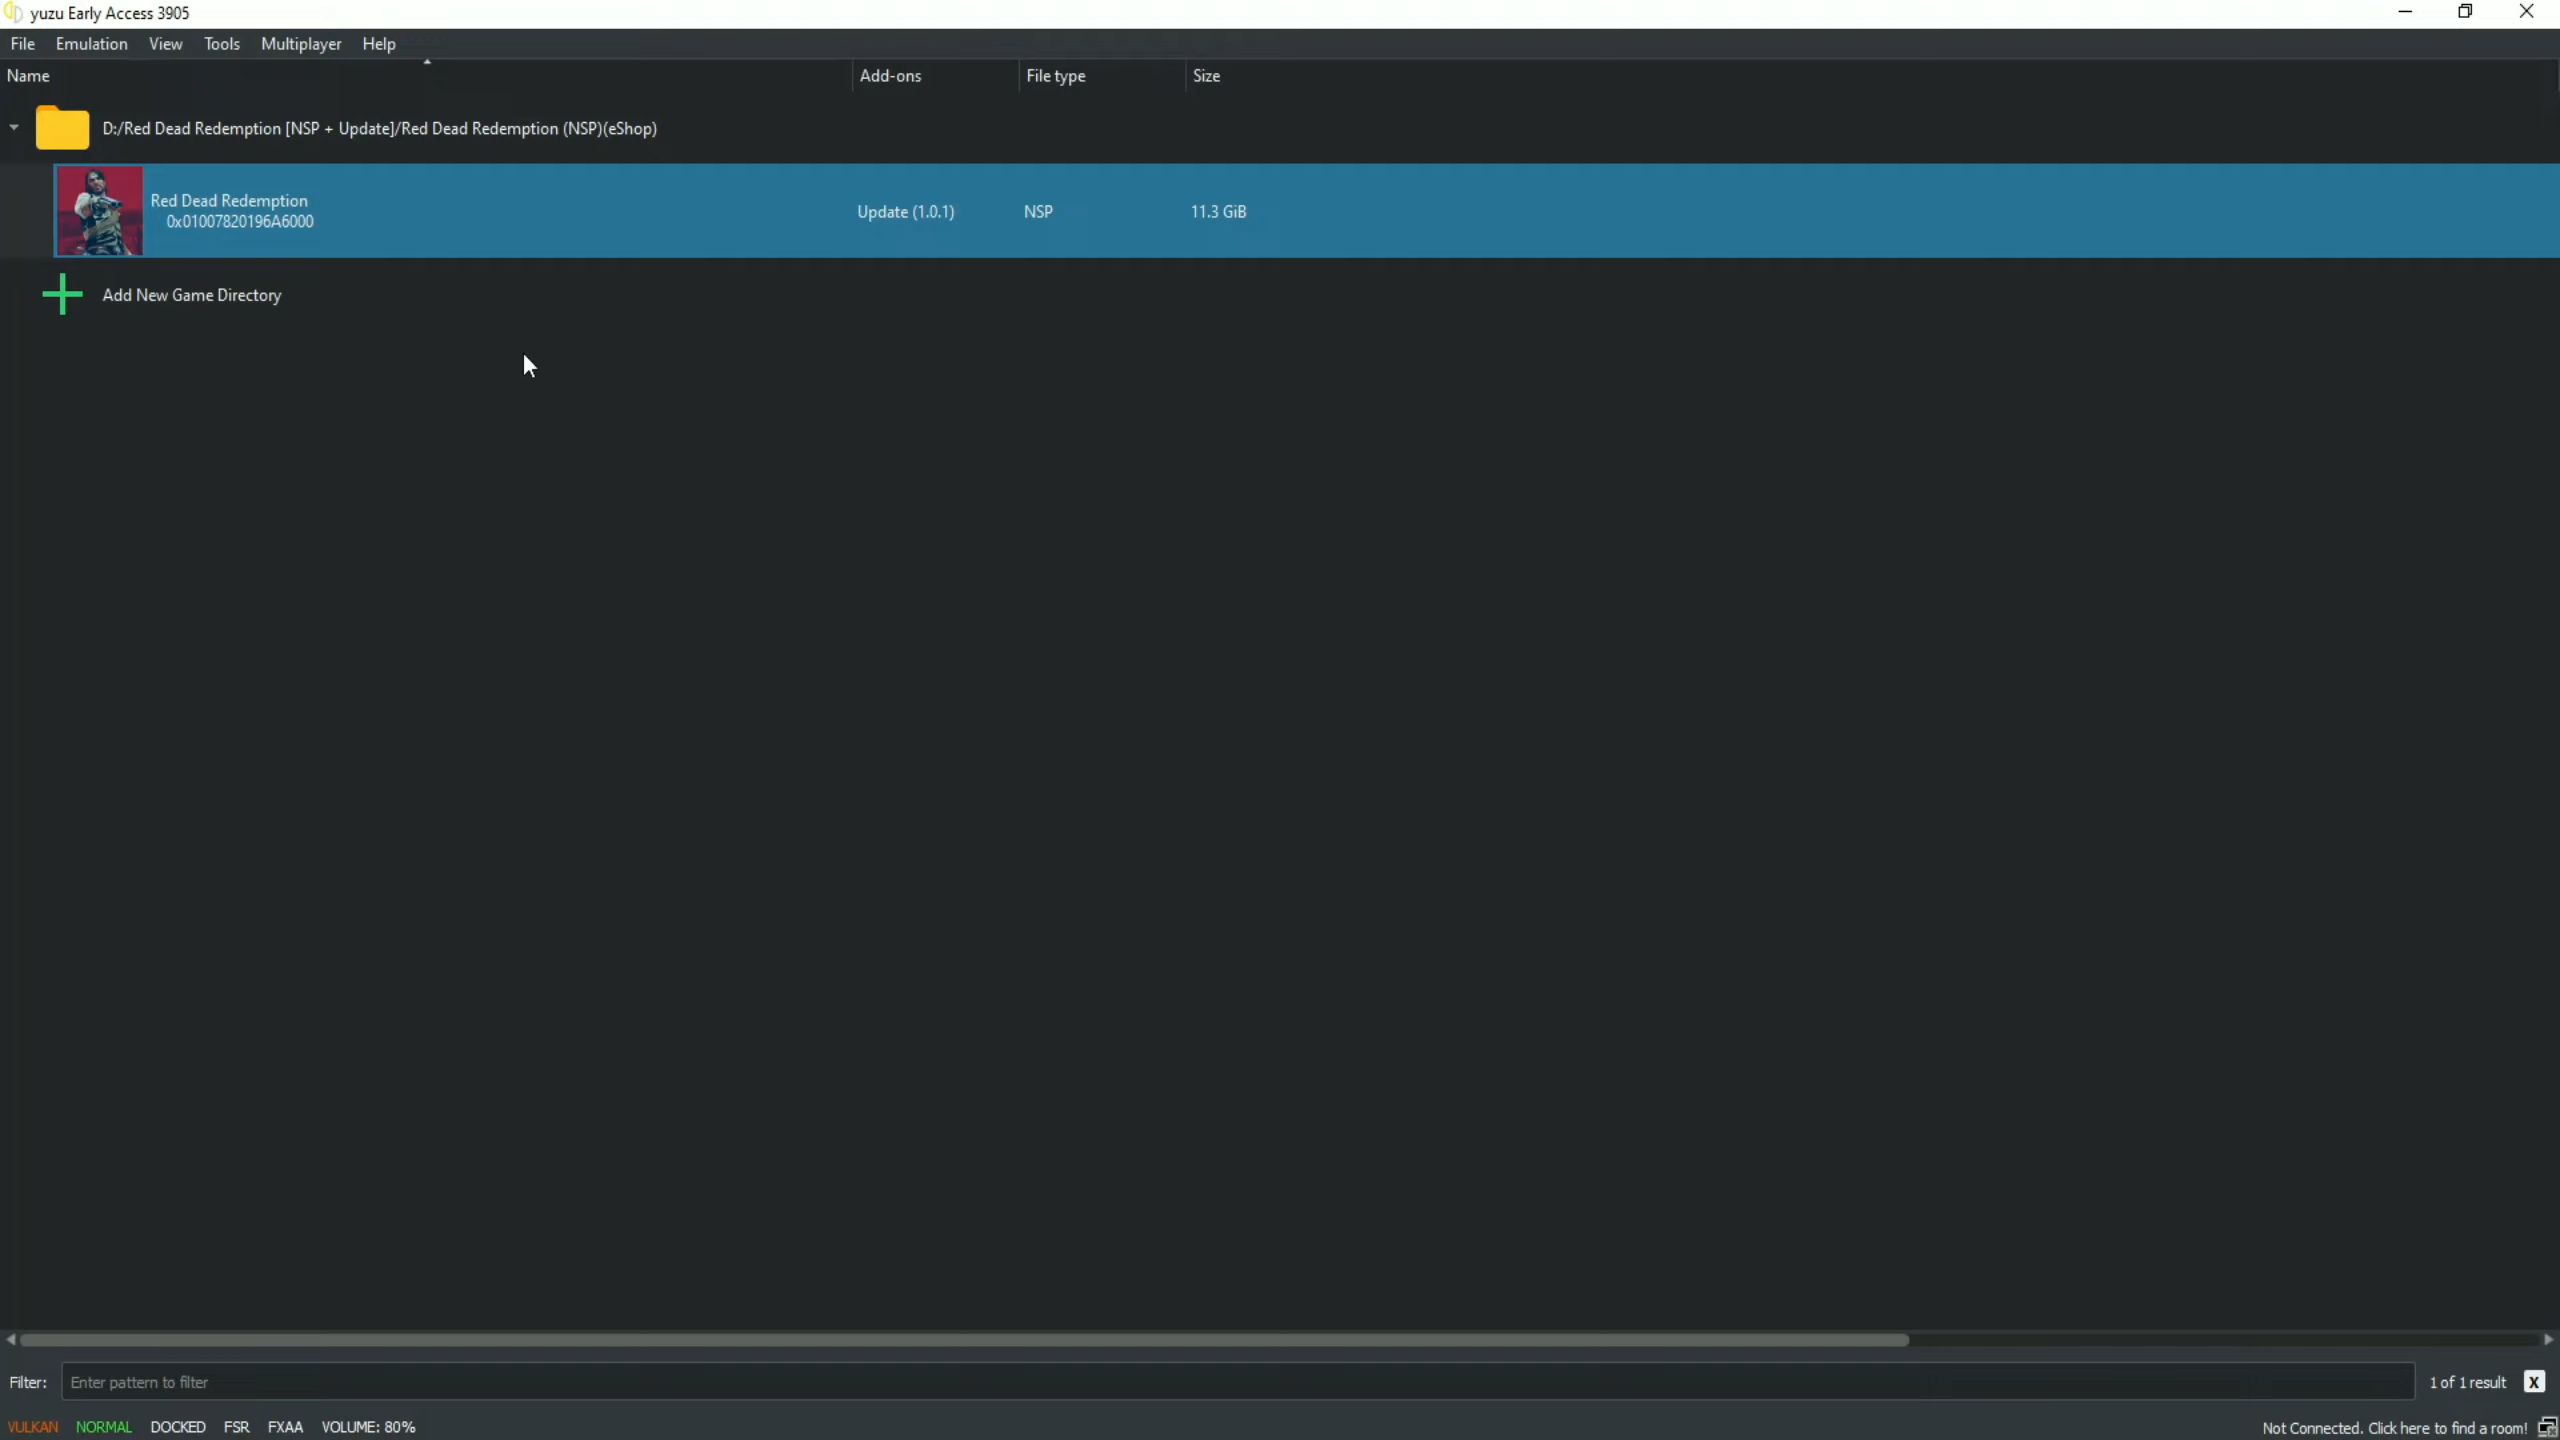 yuzu Early Access 3905
File Emulation View Tools Multiplayer Help
Name Add-ons File type Size
D:/Red Dead Redemption [NSP + Update]/Red Dead Redemption (NSP)(eShop)
Red Dead Redemption
0x01007820196A6000
Update (1.0.1) NSP 11.3 GiB
Add New Game Directory
Filter: Enter pattern to filter 1 of 1 result X
VULKAN NORMAL DOCKED FSR FXAA VOLUME: 80% Not Connected. Click here to find a room!